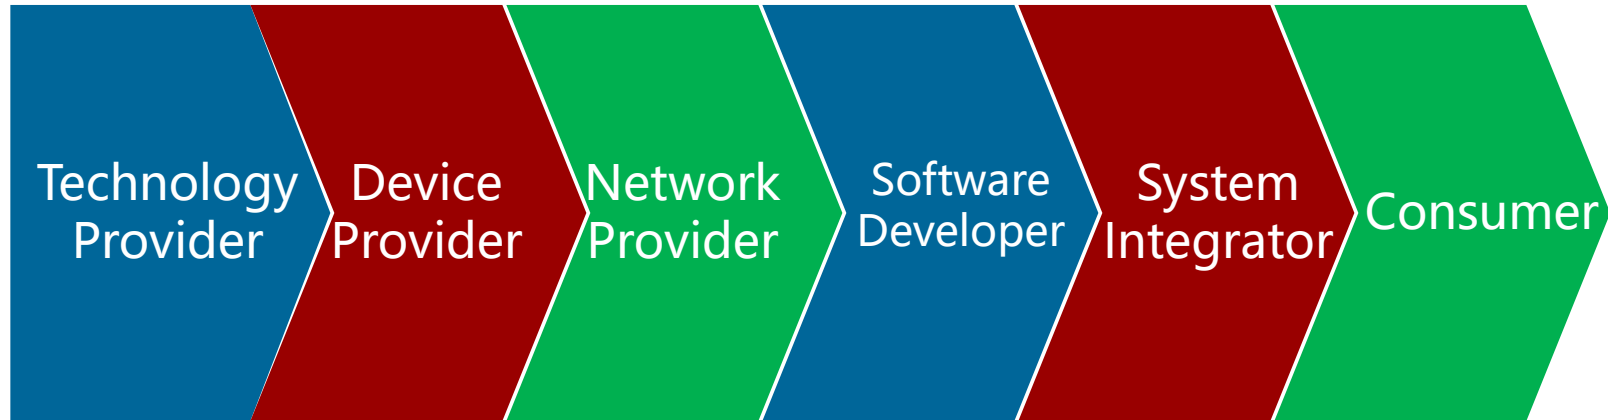 Technology
Provider
Device
Provider
Network
Provider
Software
Developer
System
Integrator
Consumer